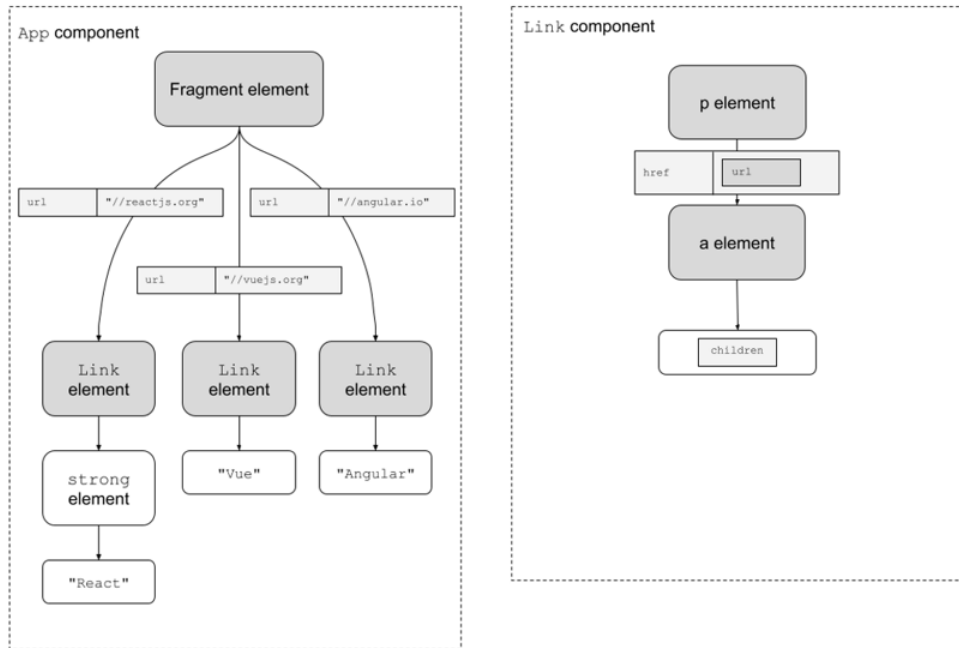 App component
Fragment element
url "//reactjs.org"
url "//angular.io"
url "//vuejs.org"
Link
element
Link
element
Link
element
strong
element
"Vue"
"Angular"
"React"
Link component
p element
href url
a element
children